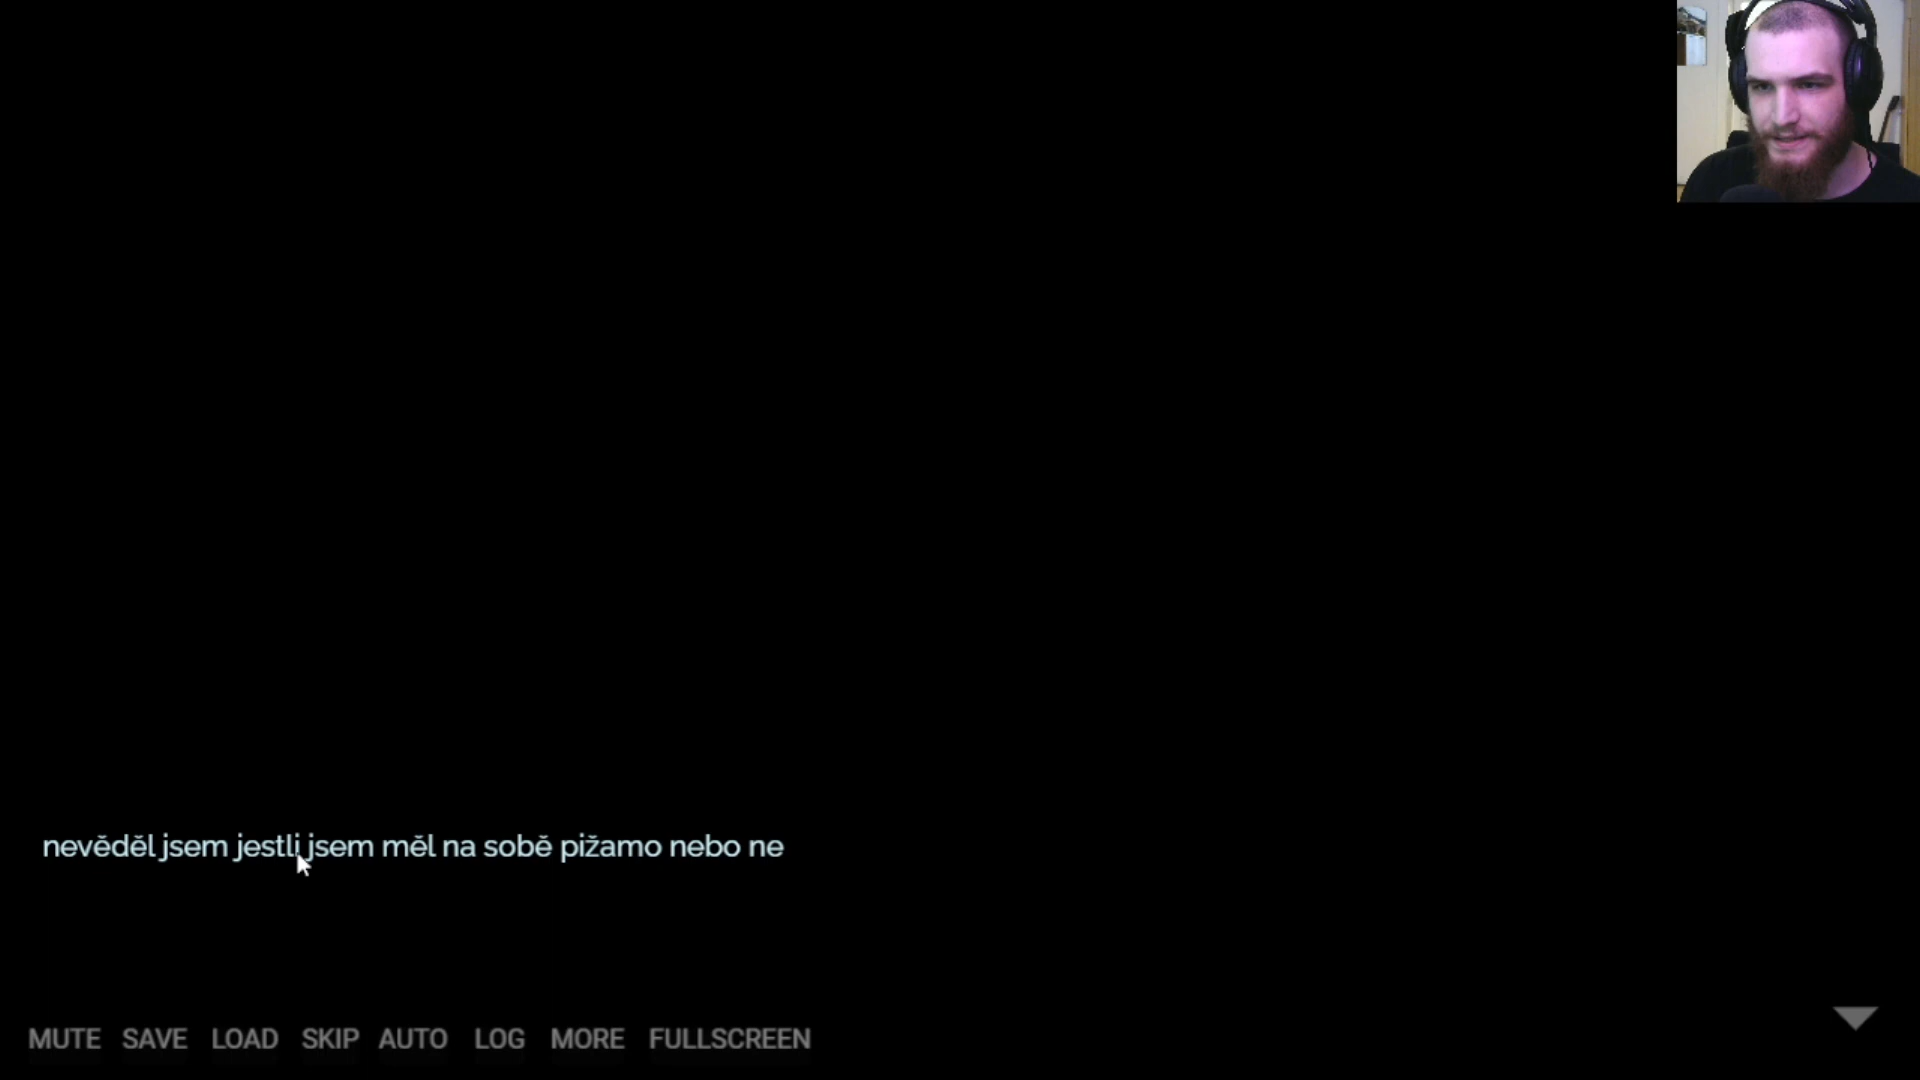 nevěděl jsem jestli jsem měl na sobě pižamo nebo ne
MUTE SAVE LOAD SKIP AUTO LOG MORE FULLSCREEN